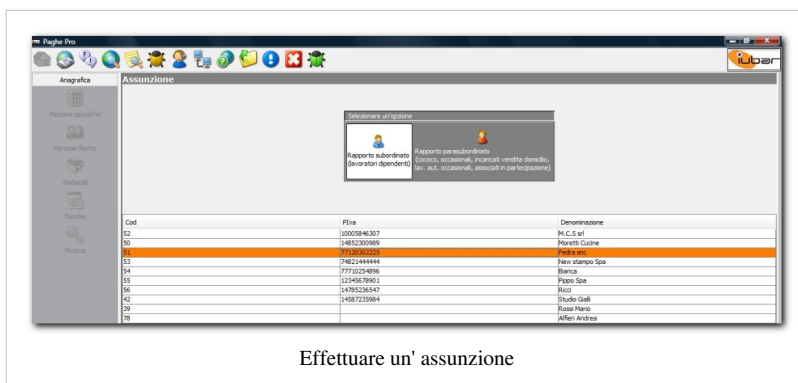 Paghe Pro
iubar
Anagrafica
Assunzione
Persone giuridiche
Persone fisiche
Sindacati
Banche
Ricerca
Selezionare un'opzione
Rapporto subordinato
(lavoratori dipendenti)
Rapporto parasubordinato
(cococo, occasionali, incaricati vendita domicilio,
lav. aut. occasionali, associati in partecipazione)
Cod PIva Denominazione
52 10005846307 M.C.S srl
50 14852300989 Moretti Cucine
51 77120302225 Fedra snc
53 74821444444 New stampo Spa
54 77710254896 Bianca
55 12345678901 Pippo Spa
56 14785236547 Ricci
42 14587235984 Studio Gialli
39 Rossi Mario
78 Alfieri Andrea
Effettuare un' assunzione